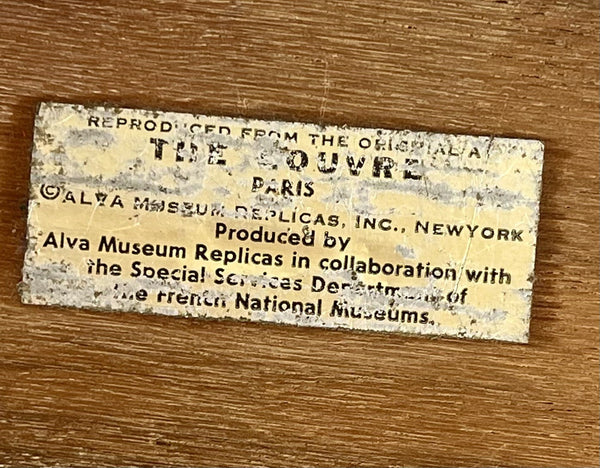 REPRODUCED FROM THE ORIGINAL A
THE LOUVRE
PARIS
©ALVA MUSEUM REPLICAS, INC., NEWYORK
Produced by
Alva Museum Replicas in collaboration with
the Special Services Department of
the French National Museums.